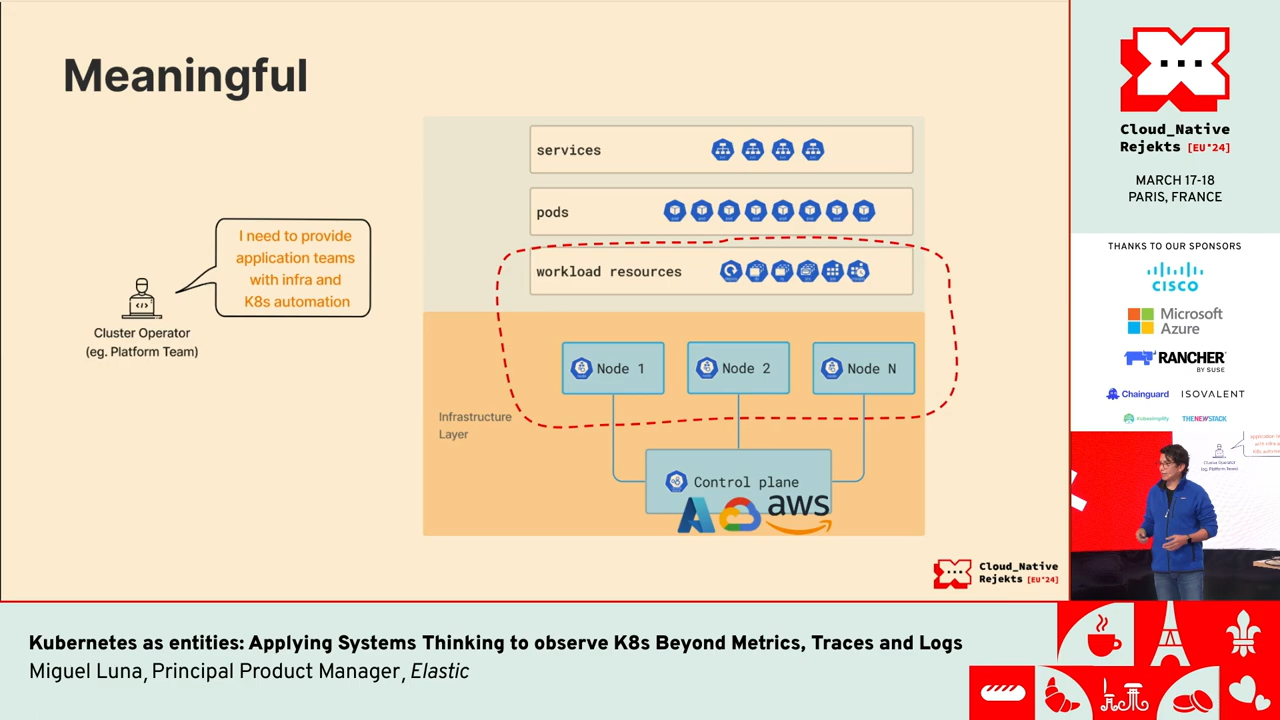 Meaningful
services
pods
workload resources
I need to provide
application teams
with infra and
K8s automation
Cluster Operator
(eg. Platform Team)
Node 1
Node 2
Node N
Infrastructure
Layer
Control plane
aws
Cloud_Native
Rejekts [EU'24]
Cloud_Native
Rejekts [EU'24]
MARCH 17-18
PARIS, FRANCE
THANKS TO OUR SPONSORS
CISCO
Microsoft
Azure
RANCHER
BY SUSE
Chainguard
ISOVALENT
THENEWSTACK
Kubernetes as entities: Applying Systems Thinking to observe K8s Beyond Metrics, Traces and Logs
Miguel Luna, Principal Product Manager, Elastic